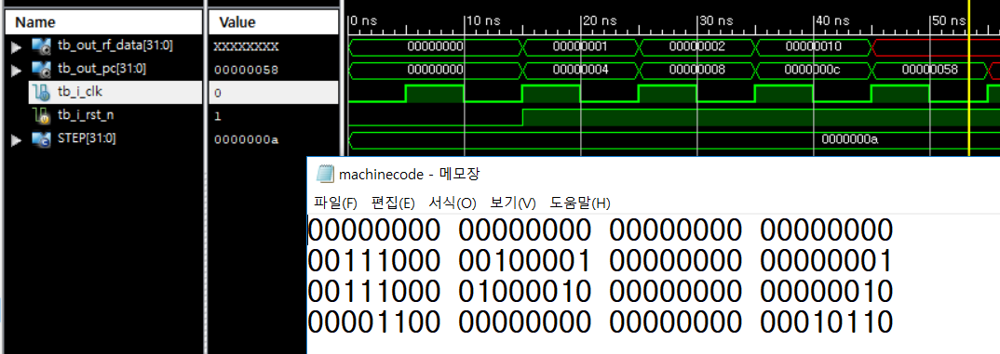 Name Value
0 ns 10 ns 20 ns 30 ns 40 ns 50 ns
tb_out_rf_data[31:0] XXXXXXXX 00000000 00000001 00000002 00000010
tb_out_pc[31:0] 00000058 00000000 00000004 00000008 0000000c 00000058
tb_i_clk 0
tb_i_rst_n 1
STEP[31:0] 0000000a 0000000a
machinecode - 메모장
파일(F) 편집(E) 서식(O) 보기(V) 도움말(H)
00000000 00000000 00000000 00000000
00111000 00100001 00000000 00000001
00111000 01000010 00000000 00000010
00001100 00000000 00000000 00010110